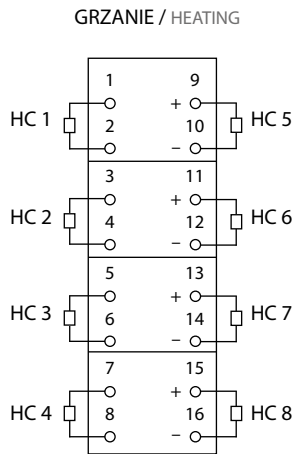 GRZANIE / HEATING
1 9
HC 1 + HC 5
2 10
–
3 11
HC 2 + HC 6
4 12
–
5 13
HC 3 + HC 7
6 14
–
7 15
HC 4 + HC 8
8 16
–